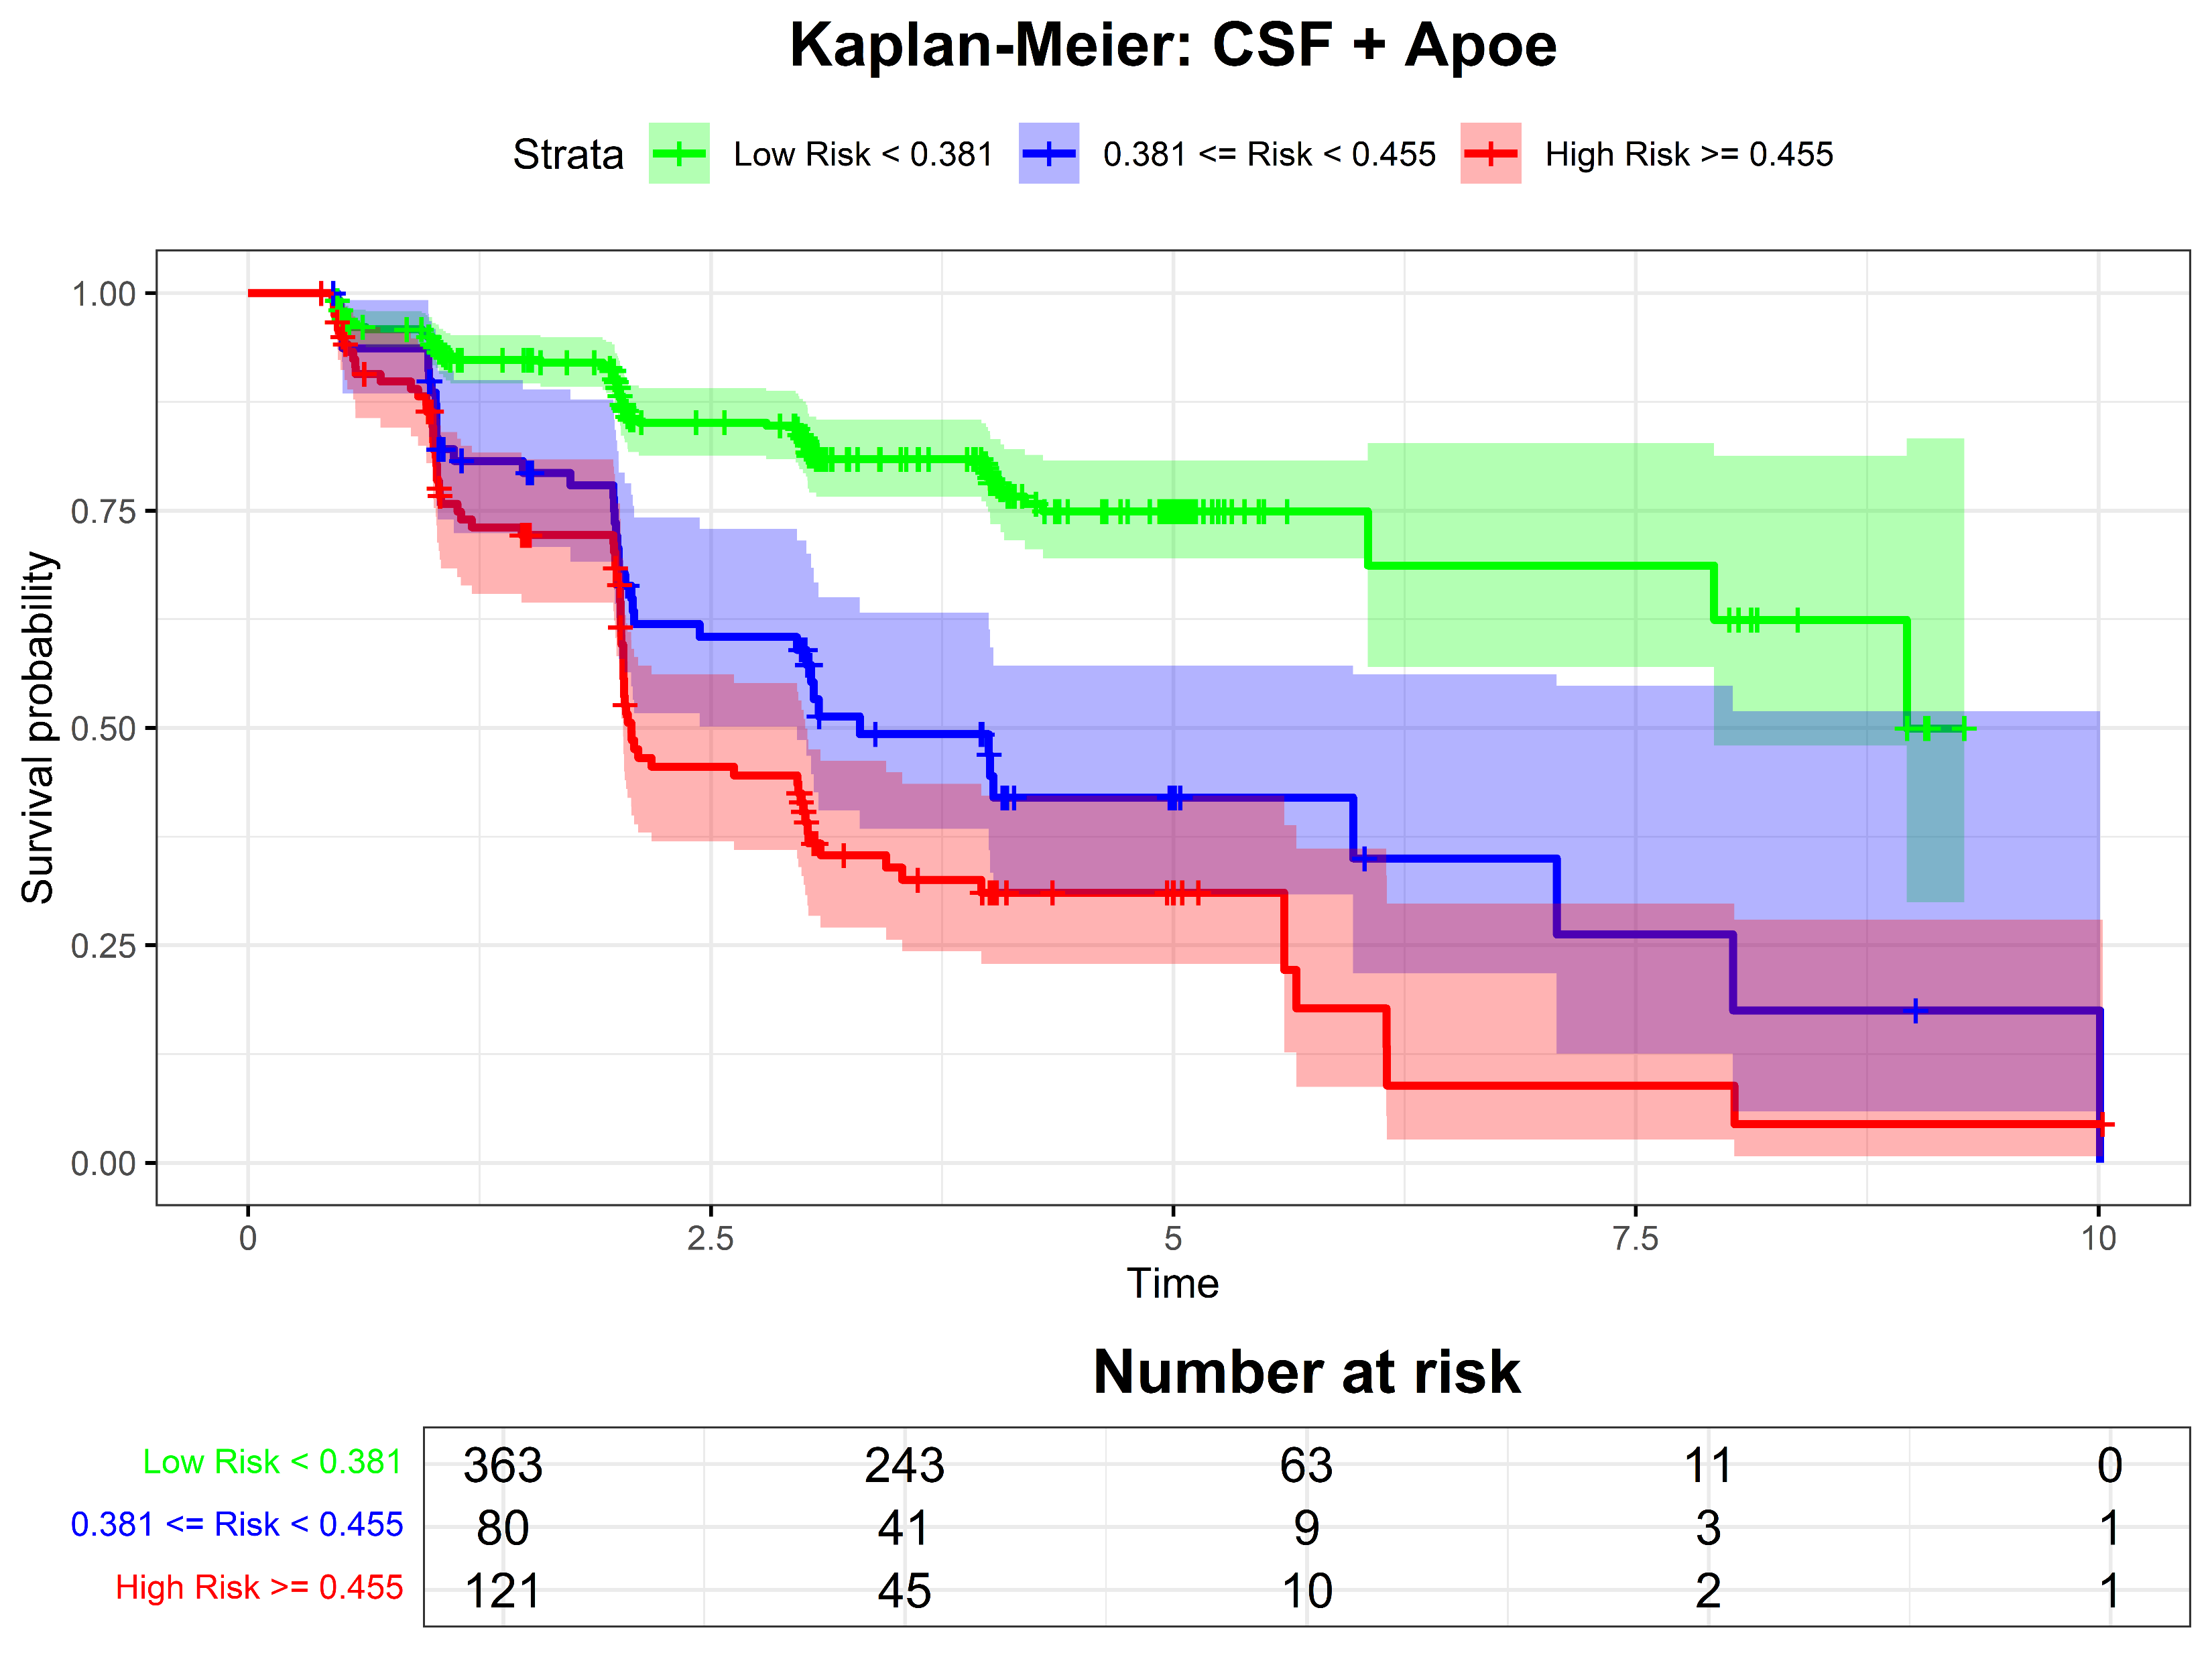 Kaplan-Meier: CSF + Apoe
Strata Low Risk < 0.381 0.381 <= Risk < 0.455 High Risk >= 0.455
Survival probability
1.00
0.75
0.50
0.25
0.00
0 2.5 5 7.5 10
Time
Number at risk
Low Risk < 0.381 363 243 63 11 0
0.381 <= Risk < 0.455 80 41 9 3 1
High Risk >= 0.455 121 45 10 2 1